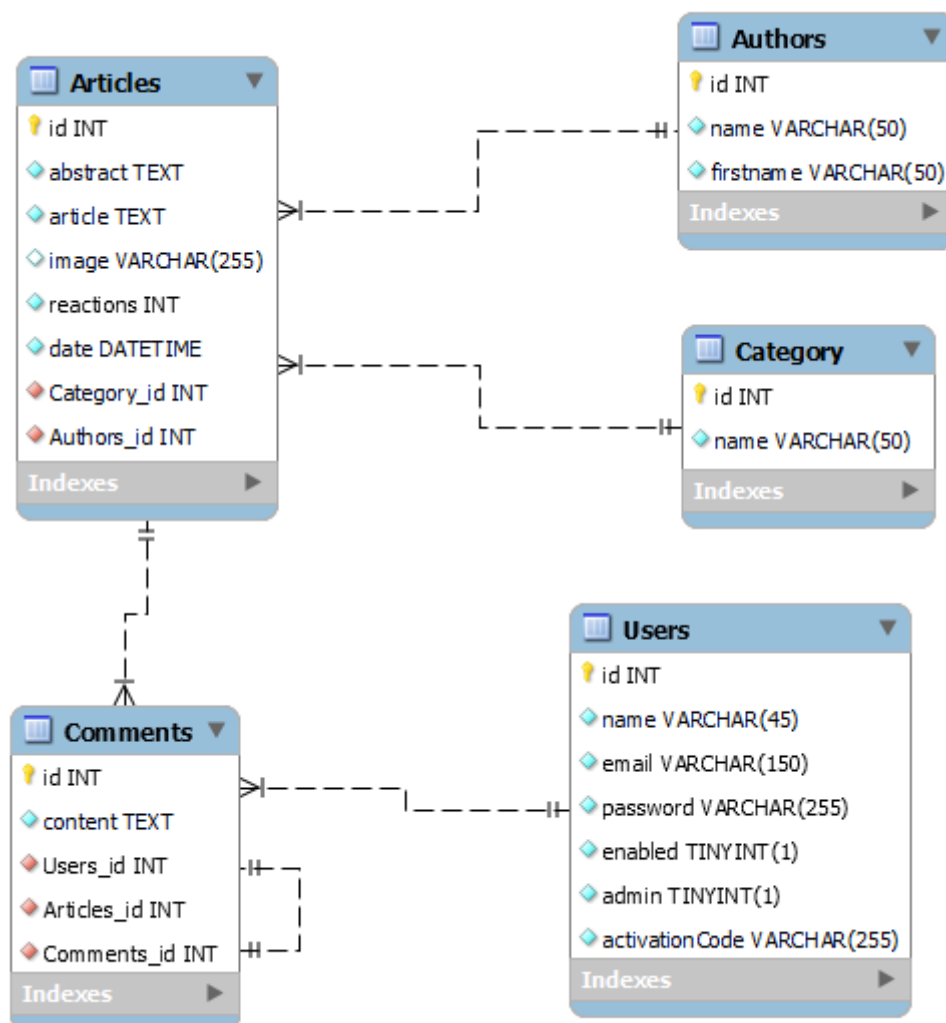 Articles
id INT
abstract TEXT
article TEXT
image VARCHAR(255)
reactions INT
date DATETIME
Category_id INT
Authors_id INT
Indexes
Authors
id INT
name VARCHAR(50)
firstname VARCHAR(50)
Indexes
Category
id INT
name VARCHAR(50)
Indexes
Comments
id INT
content TEXT
Users_id INT
Articles_id INT
Comments_id INT
Indexes
Users
id INT
name VARCHAR(45)
email VARCHAR(150)
password VARCHAR(255)
enabled TINYINT(1)
admin TINYINT(1)
activationCode VARCHAR(255)
Indexes